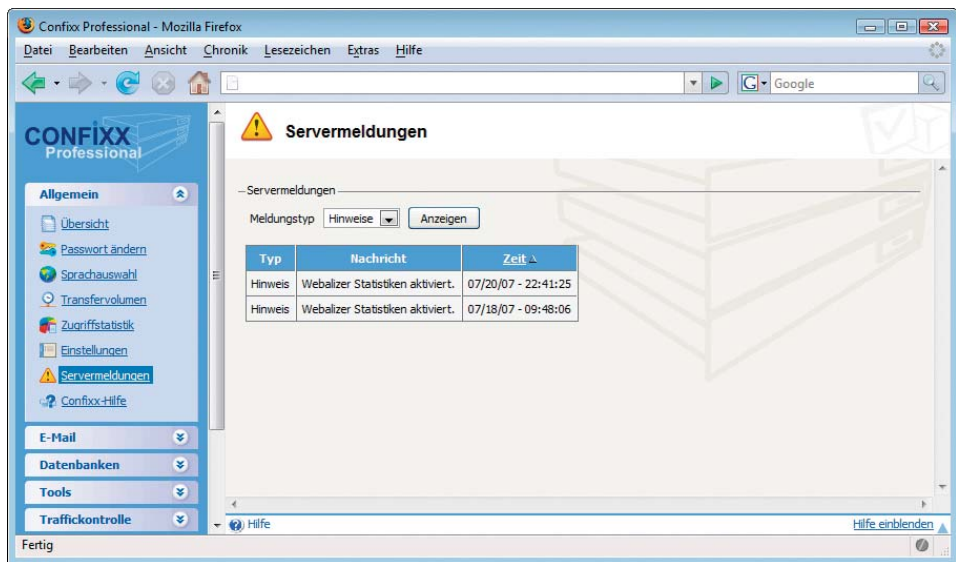 Confixx Professional - Mozilla Firefox
Datei Bearbeiten Ansicht Chronik Lesezeichen Extras Hilfe
G Google
CONFIXX
Professional
Allgemein
Übersicht
Passwort ändern
Sprachauswahl
Transfervolumen
Zugriffstatistik
Einstellungen
Servermeldungen
Confixx-Hilfe
E-Mail
Datenbanken
Tools
Traffickontrolle
Servermeldungen
Servermeldungen
Meldungstyp Hinweise Anzeigen
Typ Nachricht Zeit
Hinweis Webalizer Statistiken aktiviert. 07/20/07 - 22:41:25
Hinweis Webalizer Statistiken aktiviert. 07/18/07 - 09:48:06
Hilfe Hilfe einblenden
Fertig